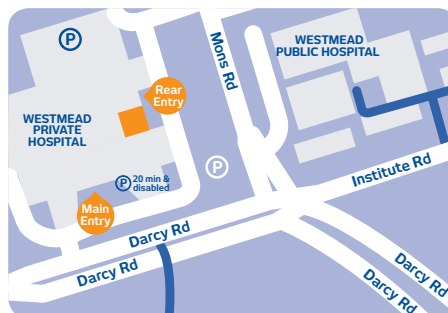 P
Mons Rd
WESTMEAD
PUBLIC HOSPITAL
Rear
Entry
WESTMEAD
PRIVATE
HOSPITAL
P
P 20 min &
disabled
Institute Rd
Main
Entry
Darcy Rd
Darcy Rd
Darcy Rd
Darcy Rd